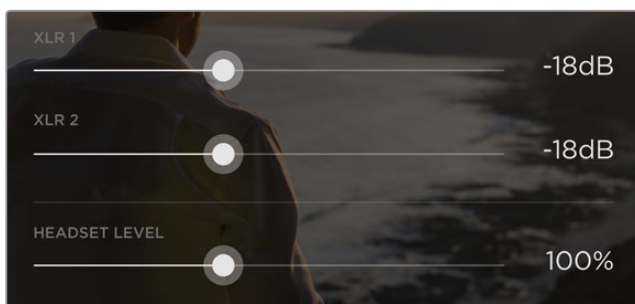 XLR 1
-18dB
XLR 2
-18dB
HEADSET LEVEL
100%